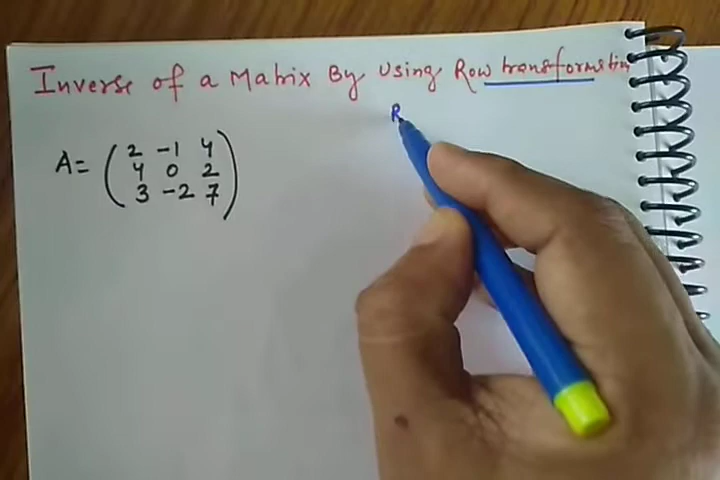 Inverse of a Matrix By Using Row transformation
R
A= (2 -1 4
4 0 2
3 -2 7)